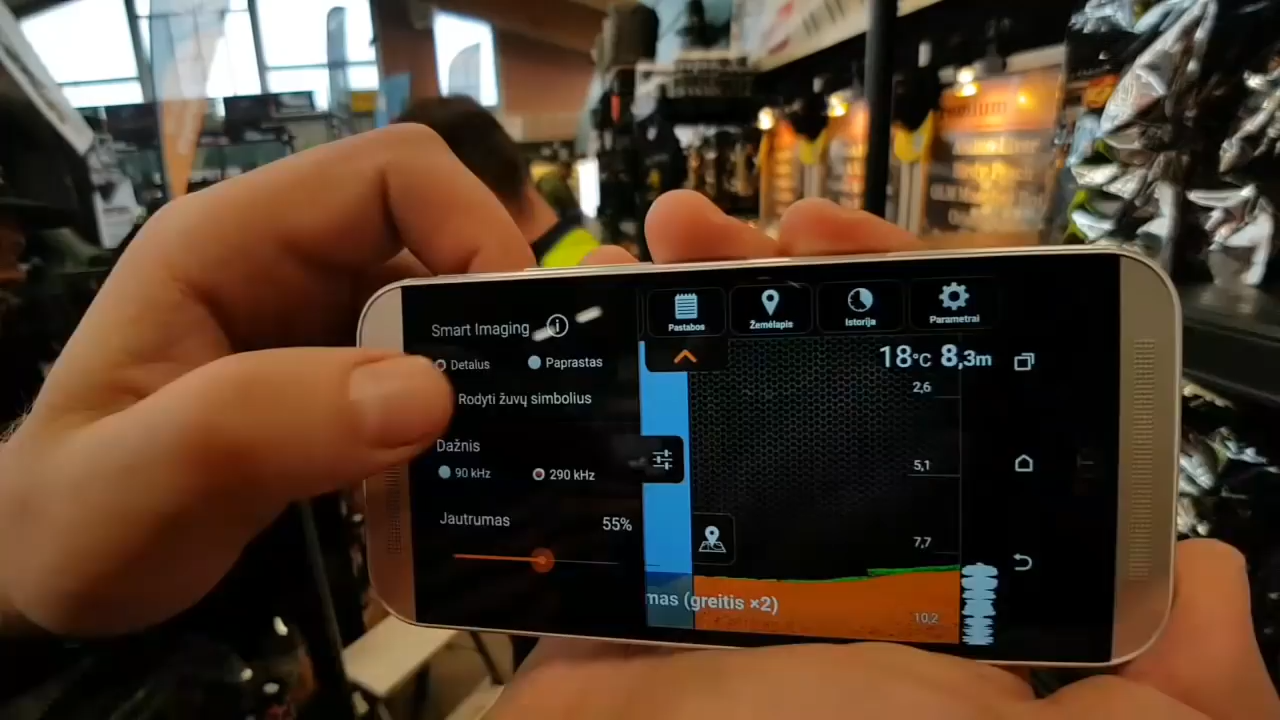 Smart Imaging
Detalus
Paprastas
Rodyti žuvų simbolius
Dažnis
90 kHz
290 kHz
Jautrumas
55%
Pastabos
Žemėlapis
Istorija
Parametrai
18°C 8,3m
2,6
5,1
7,7
10,2
mas (greitis ×2)